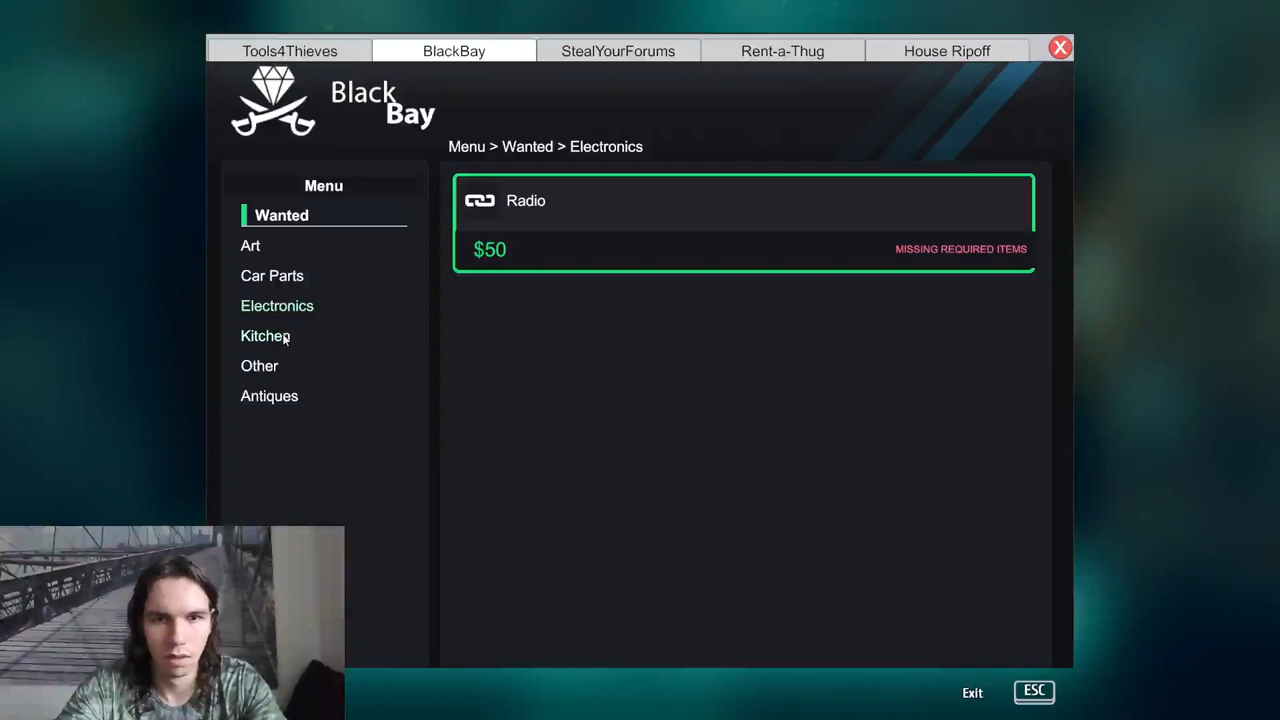 Tools4Thieves
BlackBay
StealYourForums
Rent-a-Thug
House Ripoff
X
Black
Bay
Menu > Wanted > Electronics
Menu
Wanted
Art
Car Parts
Electronics
Kitchen
Other
Antiques
Radio
$50
MISSING REQUIRED ITEMS
Exit
ESC